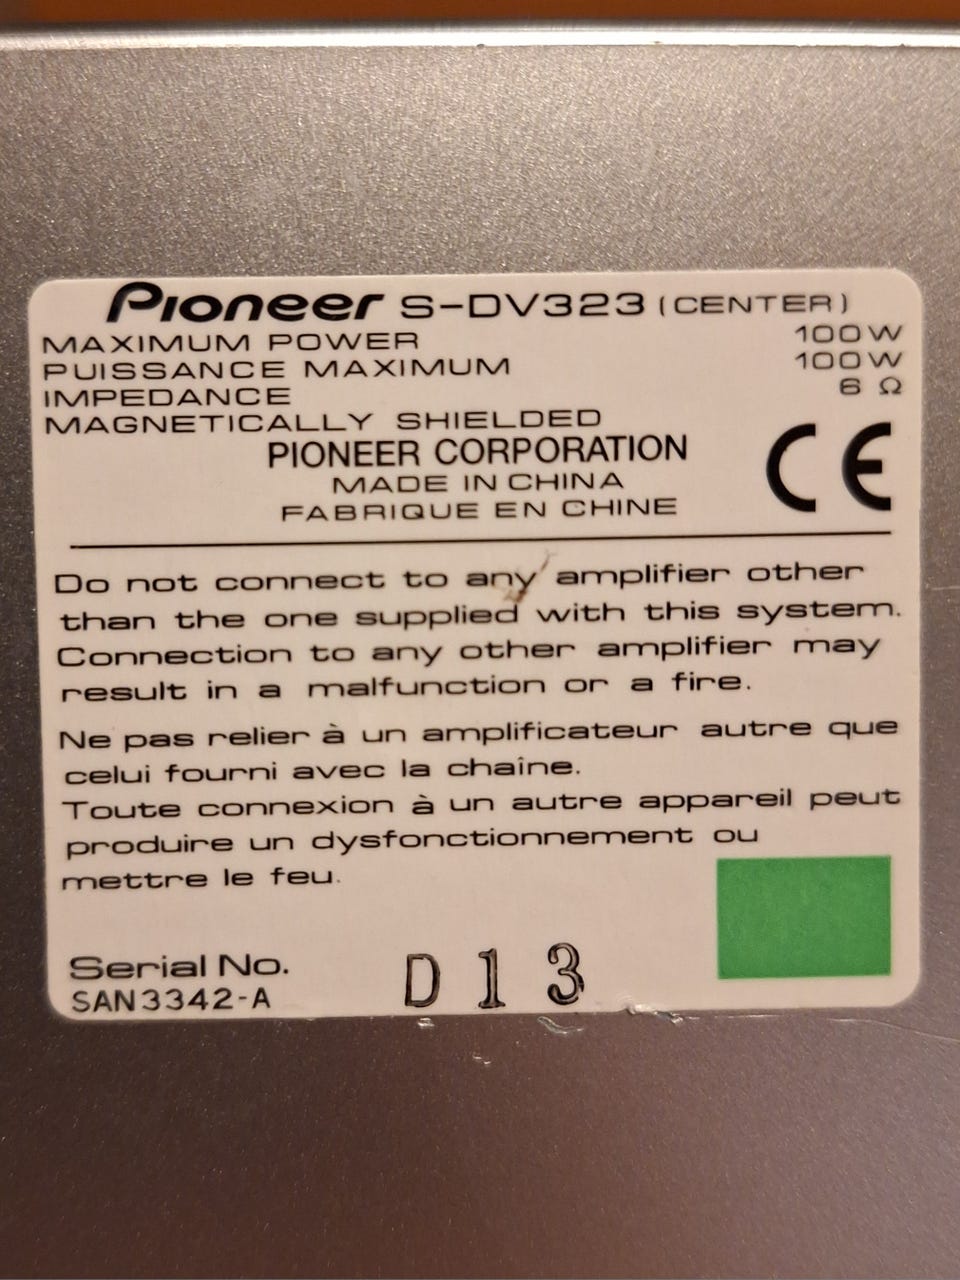 Pioneer S-DV323 (CENTER)
MAXIMUM POWER 100W
PUISSANCE MAXIMUM 100W
IMPEDANCE 6 Ω
MAGNETICALLY SHIELDED
PIONEER CORPORATION
MADE IN CHINA
FABRIQUE EN CHINE
CE
Do not connect to any amplifier other
than the one supplied with this system.
Connection to any other amplifier may
result in a malfunction or a fire.
Ne pas relier à un amplificateur autre que
celui fourni avec la chaîne.
Toute connexion à un autre appareil peut
produire un dysfonctionnement ou
mettre le feu.
Serial No. D 1 3
SAN3342-A